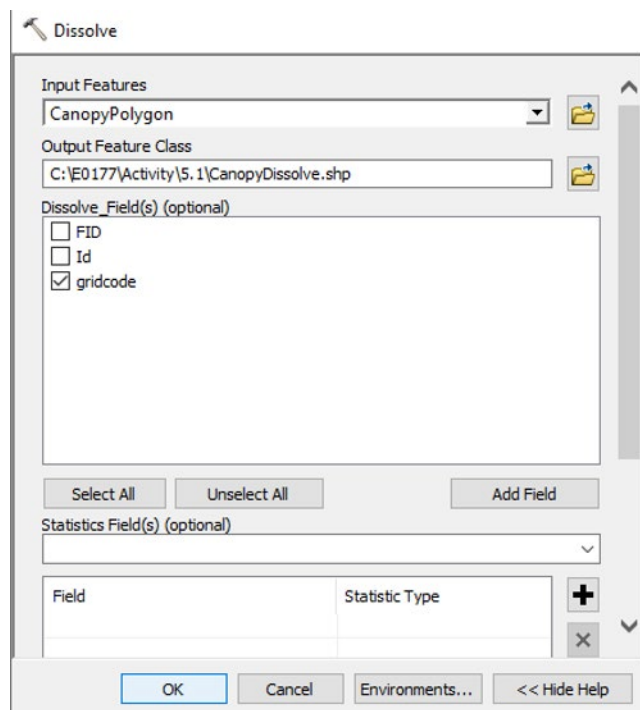 Dissolve
Input Features
CanopyPolygon
Output Feature Class
C:\E0177\Activity\5.1\CanopyDissolve.shp
Dissolve_Field(s) (optional)
FID
Id
gridcode
Select All Unselect All Add Field
Statistics Field(s) (optional)
Field Statistic Type
OK Cancel Environments... << Hide Help